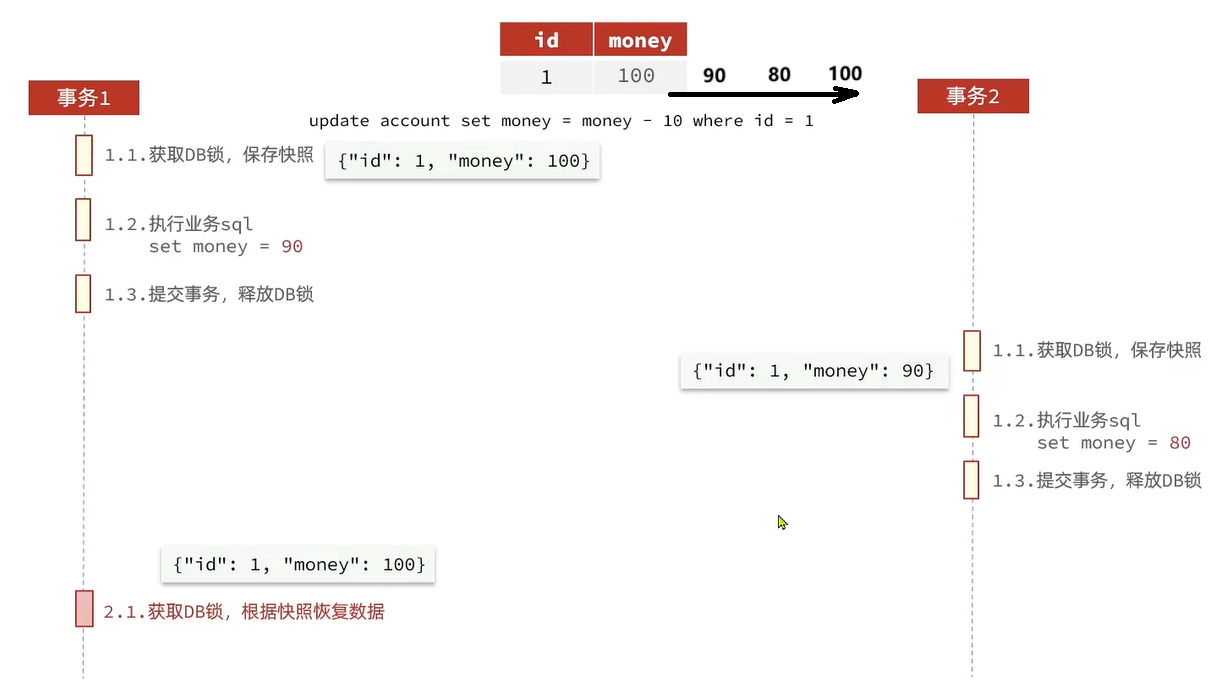 id money
1 100 90 80 100
事务1
事务2
update account set money = money - 10 where id = 1
1.1.获取DB锁，保存快照
{"id": 1, "money": 100}
1.2.执行业务sql
set money = 90
1.3.提交事务，释放DB锁
1.1.获取DB锁，保存快照
{"id": 1, "money": 90}
1.2.执行业务sql
set money = 80
1.3.提交事务，释放DB锁
{"id": 1, "money": 100}
2.1.获取DB锁，根据快照恢复数据